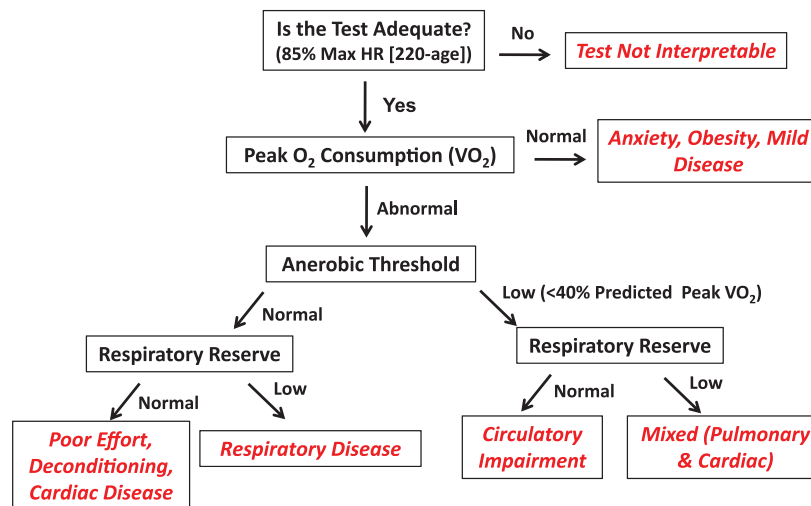 Is the Test Adequate?
(85% Max HR [220-age])
No
Test Not Interpretable
Yes
Peak O₂ Consumption (VO₂)
Normal
Anxiety, Obesity, Mild
Disease
Abnormal
Anerobic Threshold
Normal
Low (<40% Predicted Peak VO₂)
Respiratory Reserve
Respiratory Reserve
Normal
Low
Normal
Low
Poor Effort,
Deconditioning,
Cardiac Disease
Respiratory Disease
Circulatory
Impairment
Mixed (Pulmonary
& Cardiac)